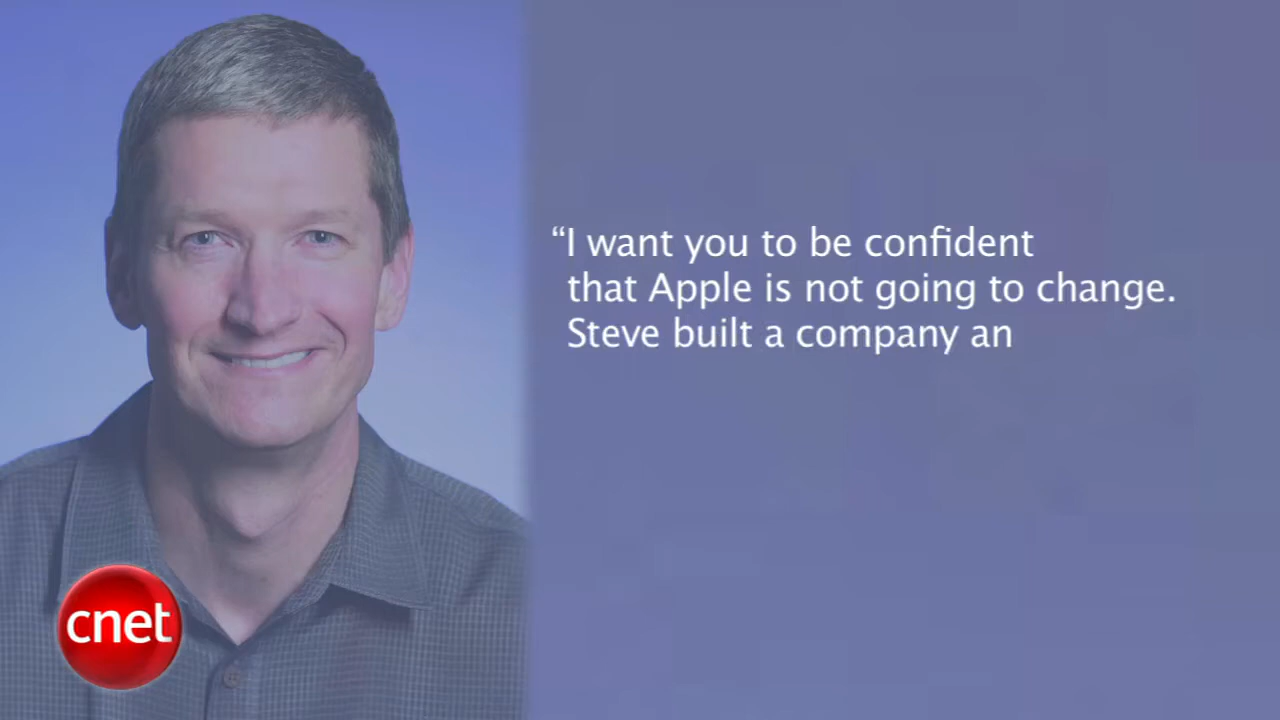 “I want you to be confident
that Apple is not going to change.
Steve built a company an
cnet